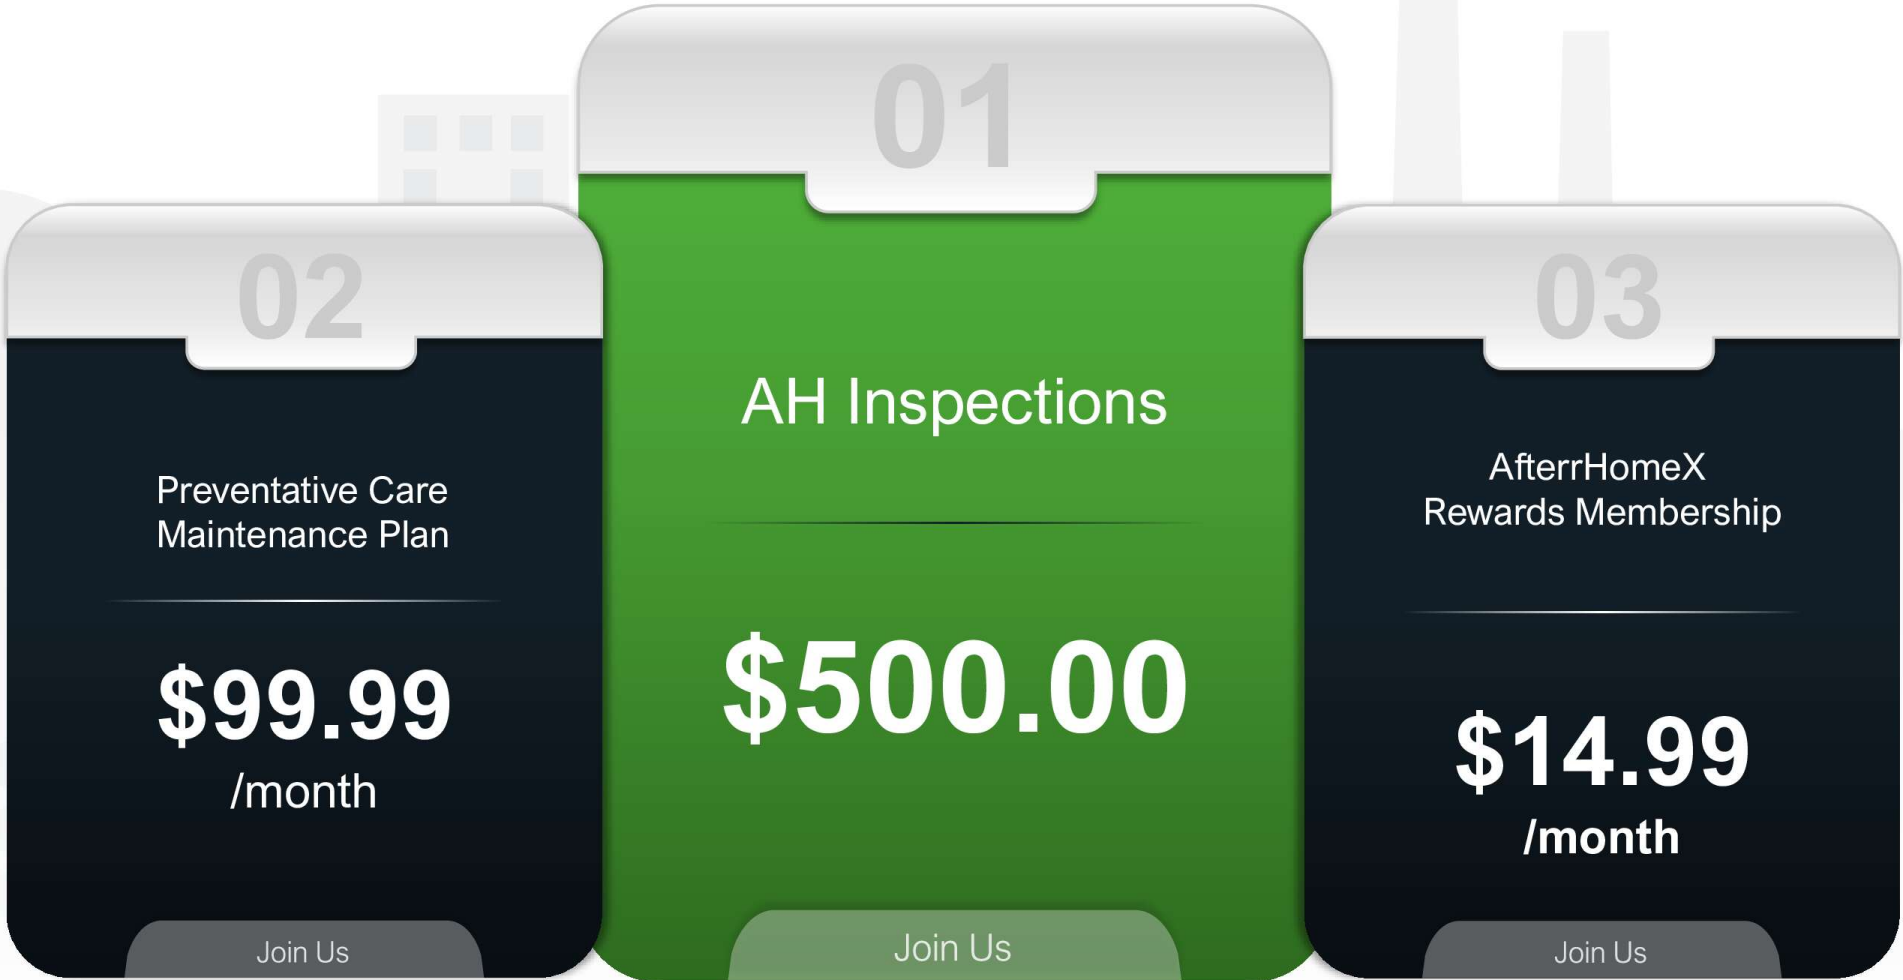 01
AH Inspections
$500.00
Join Us
02
Preventative Care
Maintenance Plan
$99.99
/month
Join Us
03
AfterrHomeX
Rewards Membership
$14.99
/month
Join Us